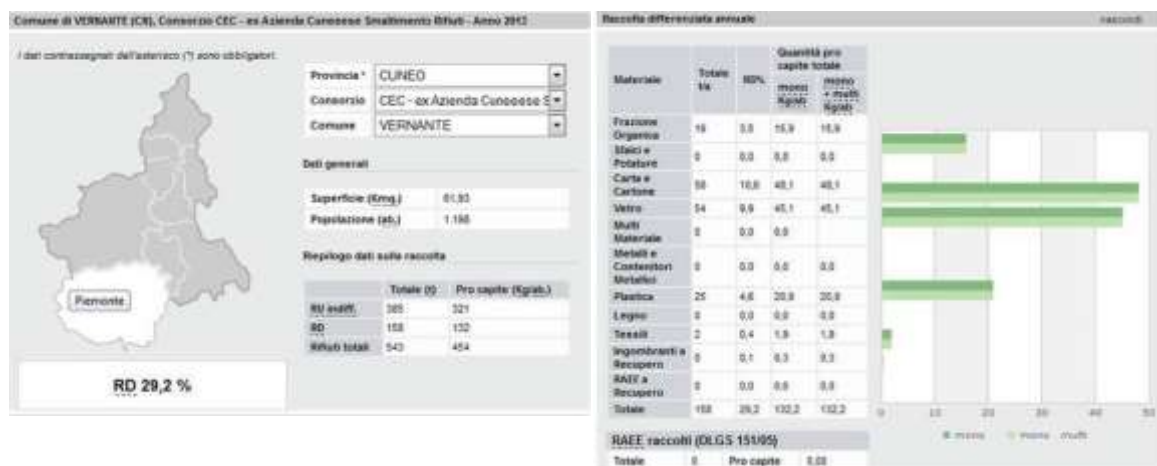 Comune di VERNANTE (CN), Consorzio CEC - ex Azienda Cuneese Smaltimento Rifiuti - Anno 2013
I dati contrassegnati dall'asterisco (*) sono obbligatori.
Provincia * CUNEO
Consorzio CEC - ex Azienda Cuneese S
Comune VERNANTE
Dati generali
Superficie (Kmq.) 61,93
Popolazione (ab.)
Riepilogo dati sulla raccolta
Totale (t) Pro capite (Kg/ab.)
RU indiff. 385 321
RD 158 132
Rifiuti totali 543 454
Piemonte
RD 29,2 %
Raccolta differenziata annuale nascondi
Materiale Totale t/a RD% Quantità pro capite totale
mono Kg/ab mono + multi Kg/ab
Frazione Organica 19 3,5 15,9 15,9
Sfalci e Potature 0 0,0 0,0 0,0
Carta e Cartone 58 48,1 48,1
Vetro 54 9,9 45,1 45,1
Multi Materiale 0 0,0 0,0
Metalli e Contenitori Metallici 0 0,0 0,0 0,0
Plastica 25 4,6 20,9 20,9
Legno 0 0,0 0,0 0,0
Tessili 2 0,4 1,9 1,9
Ingombranti a Recupero 0 0,1 0,3 0,3
RAEE a Recupero 0 0,0 0,0 0,0
Totale 158 29,2 132,2 132,2
0 10 20 30 40 50
mono mono multi
RAEE raccolti (DLGS 151/05)
Totale 0 Pro capite 0,00